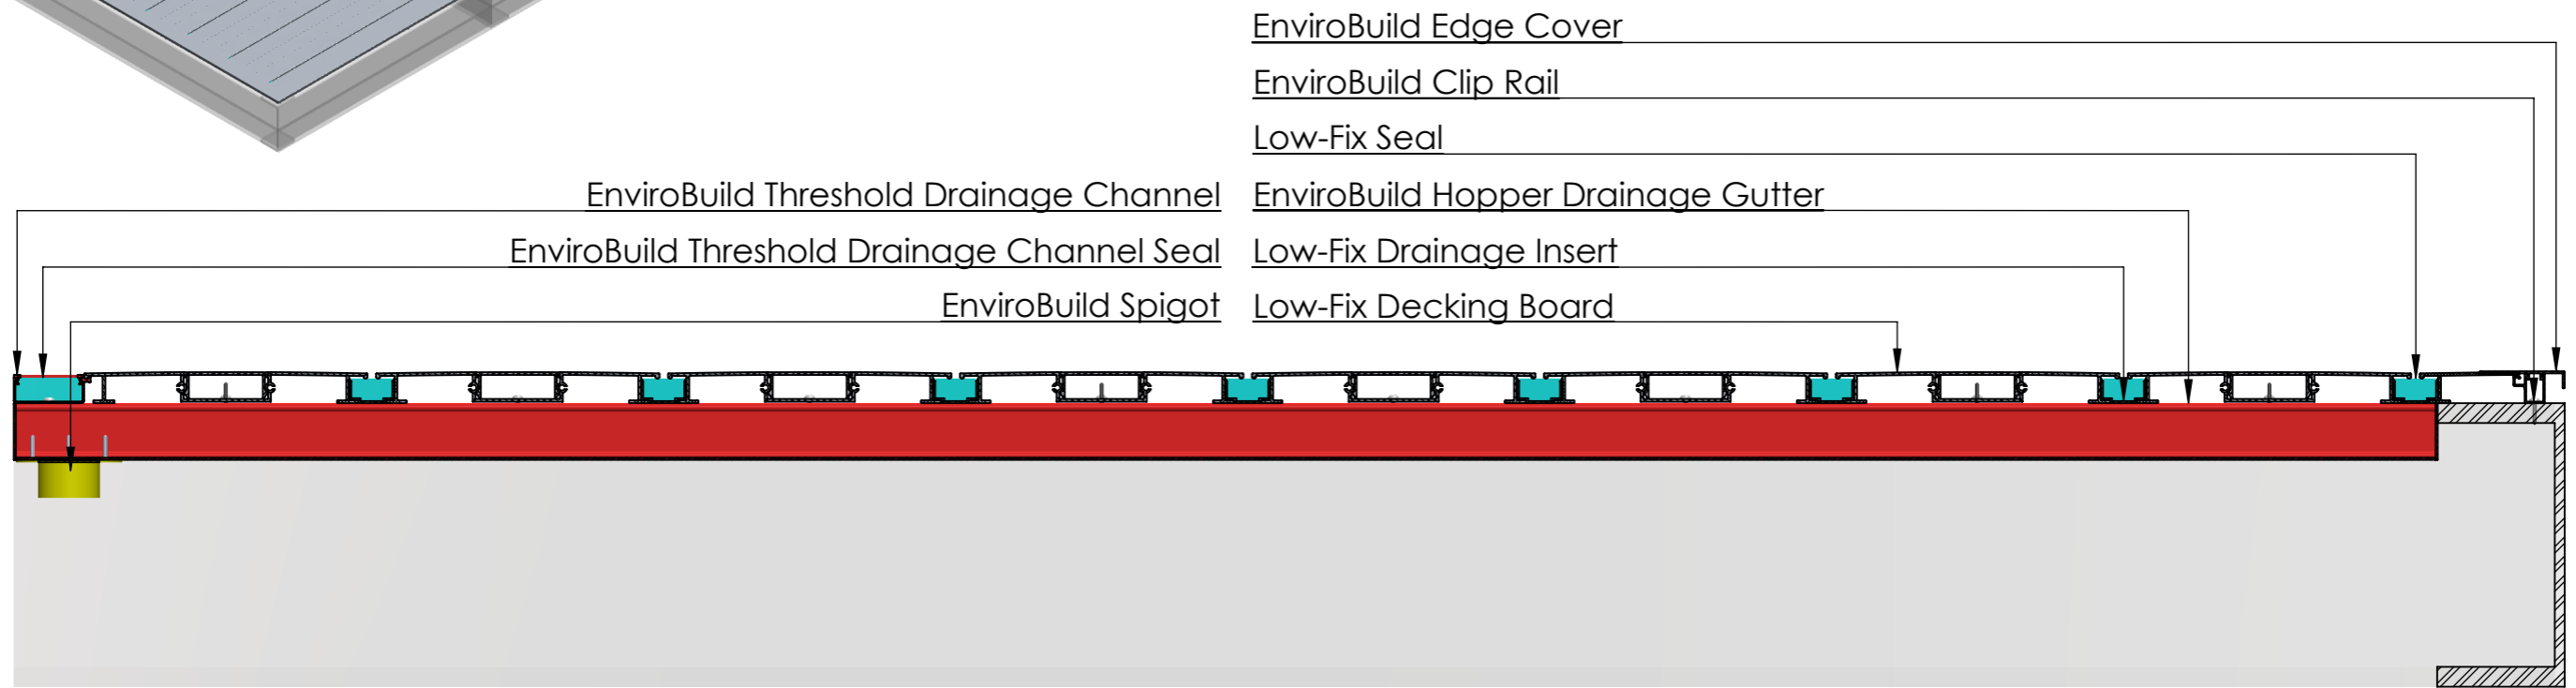 EnviroBuild Edge Cover
EnviroBuild Clip Rail
Low-Fix Seal
EnviroBuild Threshold Drainage Channel
EnviroBuild Hopper Drainage Gutter
EnviroBuild Threshold Drainage Channel Seal
Low-Fix Drainage Insert
EnviroBuild Spigot
Low-Fix Decking Board